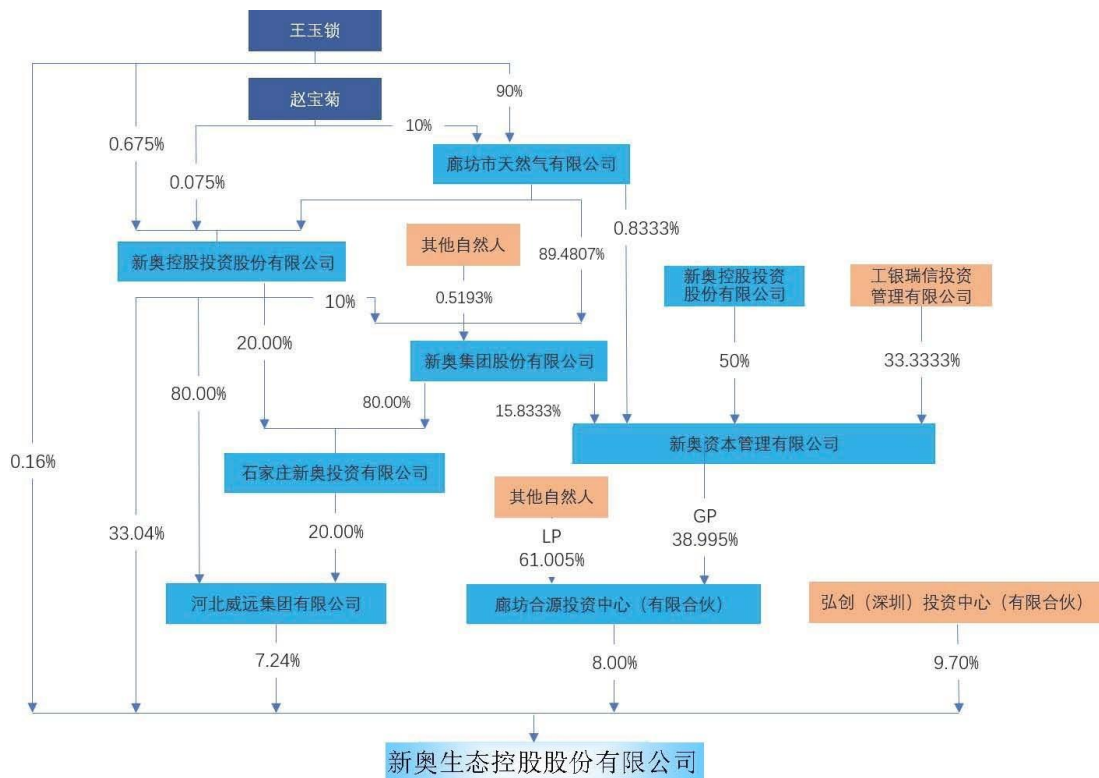 王玉锁
90%
赵宝菊
10%
0.675%
廊坊市天然气有限公司
0.075%
0.8333%
其他自然人
新奥控股投资股份有限公司
89.4807%
新奥控股投资
股份有限公司
工银瑞信投资
管理有限公司
10%
0.5193%
20.00%
新奥集团股份有限公司
50%
33.3333%
80.00%
80.00%
15.8333%
新奥资本管理有限公司
0.16%
石家庄新奥投资有限公司
其他自然人
33.04%
20.00%
LP
61.005%
GP
38.995%
河北威远集团有限公司
廊坊合源投资中心（有限合伙）
弘创（深圳）投资中心（有限合伙）
7.24%
8.00%
9.70%
新奥生态控股股份有限公司